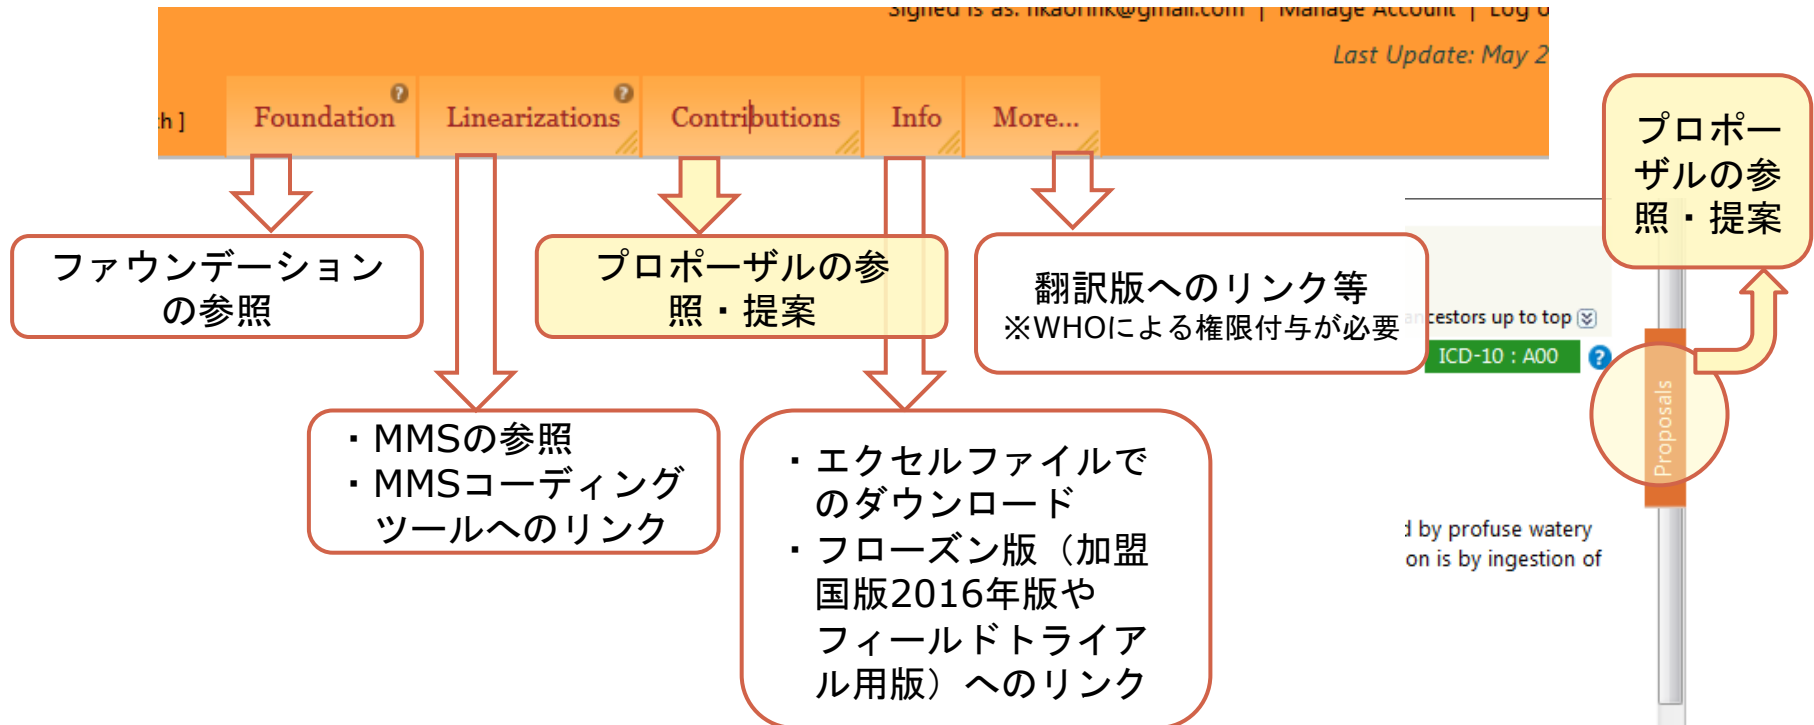 Manage Account | Log
Last Update: May 2
h ]
Foundation
Linearizations
Contributions
Info
More...
プロポー
ザルの参
照・提案
ファウンデーション
の参照
プロポーザルの参
照・提案
翻訳版へのリンク等
※WHOによる権限付与が必要
ancestors up to top
ICD-10 : A00
Proposals
・MMSの参照
・MMSコーディング
ツールへのリンク
・エクセルファイルで
のダウンロード
・フローズン版（加盟
国版2016年版や
フィールドトライア
ル用版）へのリンク
d by profuse watery
on is by ingestion of